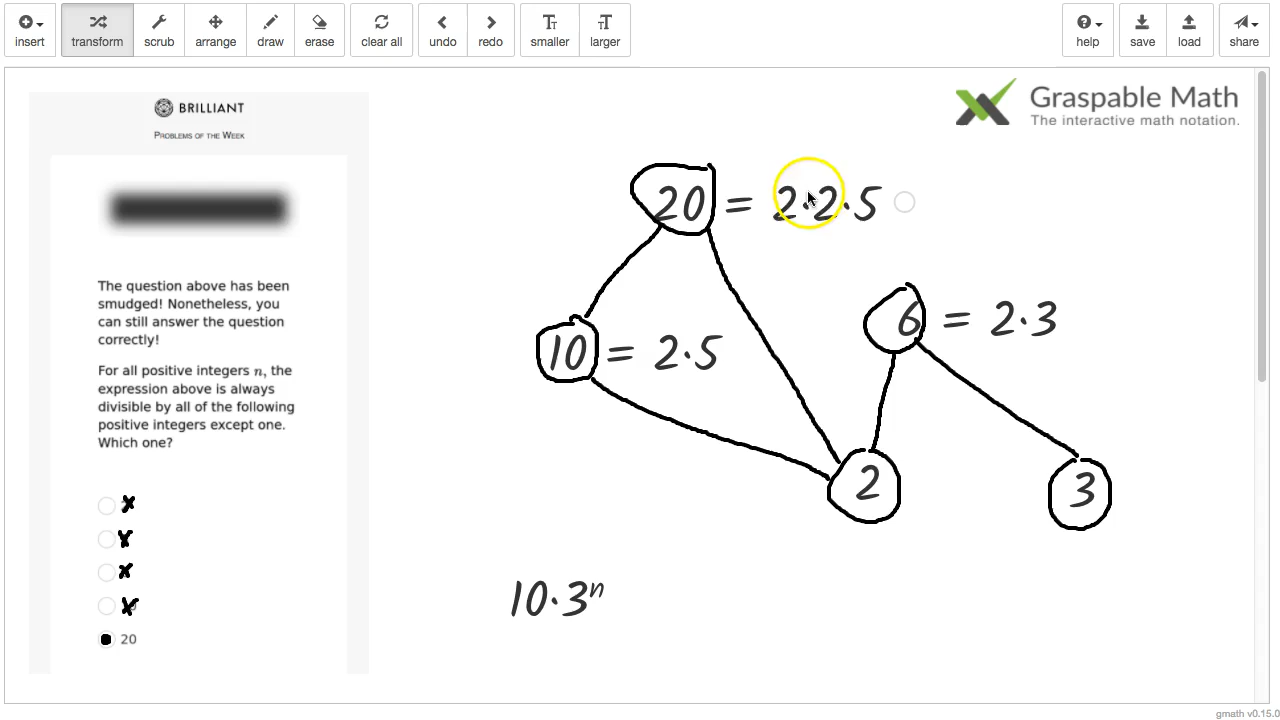 insert
transform
scrub
arrange
draw
erase
clear all
undo
redo
smaller
larger
help
save
load
share
BRILLIANT
PROBLEMS OF THE WEEK
The question above has been
smudged! Nonetheless, you
can still answer the question
correctly!
For all positive integers n, the
expression above is always
divisible by all of the following
positive integers except one.
Which one?
20
Graspable Math
The interactive math notation.
20 = 2·2·5
6 = 2·3
10 = 2·5
2
3
10·3ⁿ
gmath v0.15.0